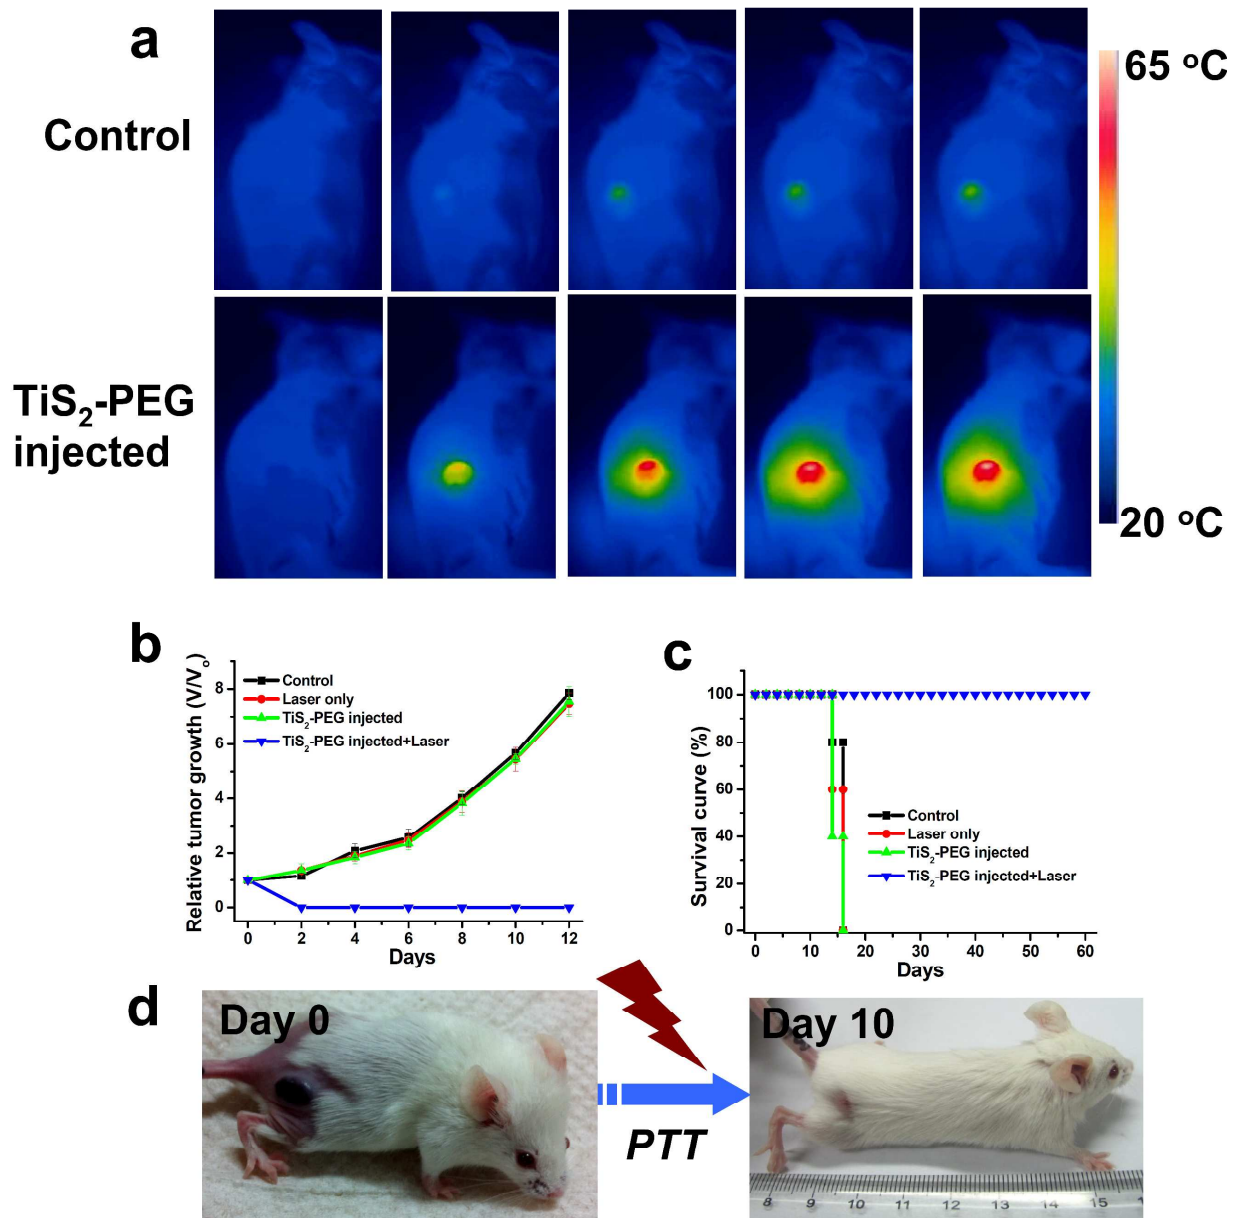 a
Control
65 °C
TiS₂-PEG
injected
20 °C
b
Relative tumor growth (V/Vₒ)
8
6
4
2
0
Control
Laser only
TiS₂-PEG injected
TiS₂-PEG injected+Laser
0 2 4 6 8 10 12
Days
c
Survival curve (%)
100
80
60
40
20
0
Control
Laser only
TiS₂-PEG injected
TiS₂-PEG injected+Laser
0 10 20 30 40 50 60
Days
d
Day 0
PTT
Day 10
8 9 10 11 12 13 14 15